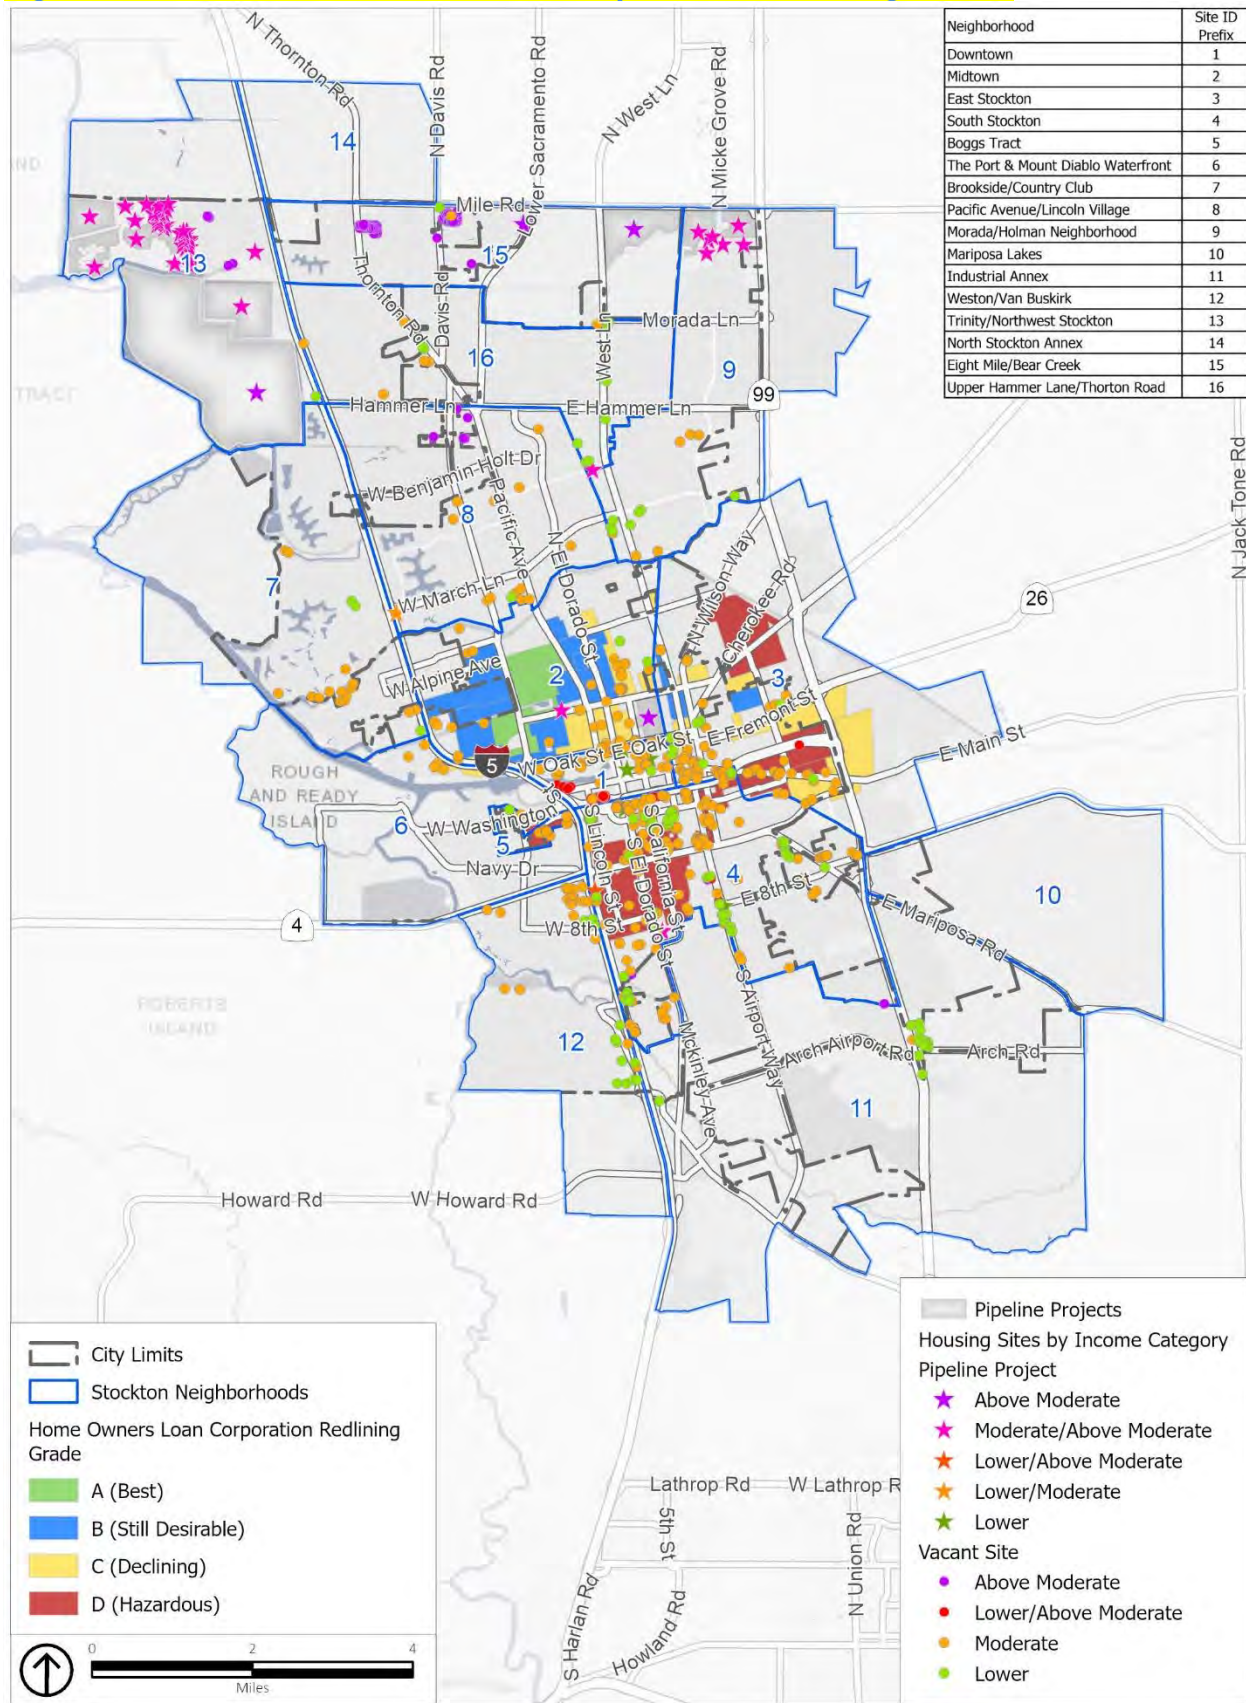 Neighborhood Site ID Prefix
Downtown 1
Midtown 2
East Stockton 3
South Stockton 4
Boggs Tract 5
The Port & Mount Diablo Waterfront 6
Brookside/Country Club 7
Pacific Avenue/Lincoln Village 8
Morada/Holman Neighborhood 9
Mariposa Lakes 10
Industrial Annex 11
Weston/Van Buskirk 12
Trinity/Northwest Stockton 13
North Stockton Annex 14
Eight Mile/Bear Creek 15
Upper Hammer Lane/Thorton Road 16
N Thornton Rd
N Davis Rd
Lower Sacramento Rd
N West Ln
N Micke Grove Rd
14
Mile Rd
15
13
Thornton Rd
Davis Rd
16
West Ln
Morada Ln
9
99
TRACT
Hammer Ln
E Hammer Ln
N Jack Tone Rd
W Benjamin Holt Dr
8
Pacific Ave
N El Dorado St
N Wilson Way
Cherokee Rd
26
7
W March Ln
W Alpine Ave
2
3
E Fremont St
E Main St
W Oak St
E Oak St
5
1
ROUGH
AND READY
ISLAND
6
W Washington
S
5
Navy Dr
S Lincoln St
S El Dorado St
S California St
4
E 8th St
10
E Mariposa Rd
4
W 8th St
ROBERTS
ISLAND
12
S Airport Way
Mckinley Ave
Arch Airport Rd
Arch Rd
11
Howard Rd
W Howard Rd
Lathrop Rd
W Lathrop R
5th St
N Union Rd
S Harlan Rd
Howland Rd
City Limits
Stockton Neighborhoods
Home Owners Loan Corporation Redlining
Grade
A (Best)
B (Still Desirable)
C (Declining)
D (Hazardous)
0 2 4
Miles
Pipeline Projects
Housing Sites by Income Category
Pipeline Project
Above Moderate
Moderate/Above Moderate
Lower/Above Moderate
Lower/Moderate
Lower
Vacant Site
Above Moderate
Lower/Above Moderate
Moderate
Lower